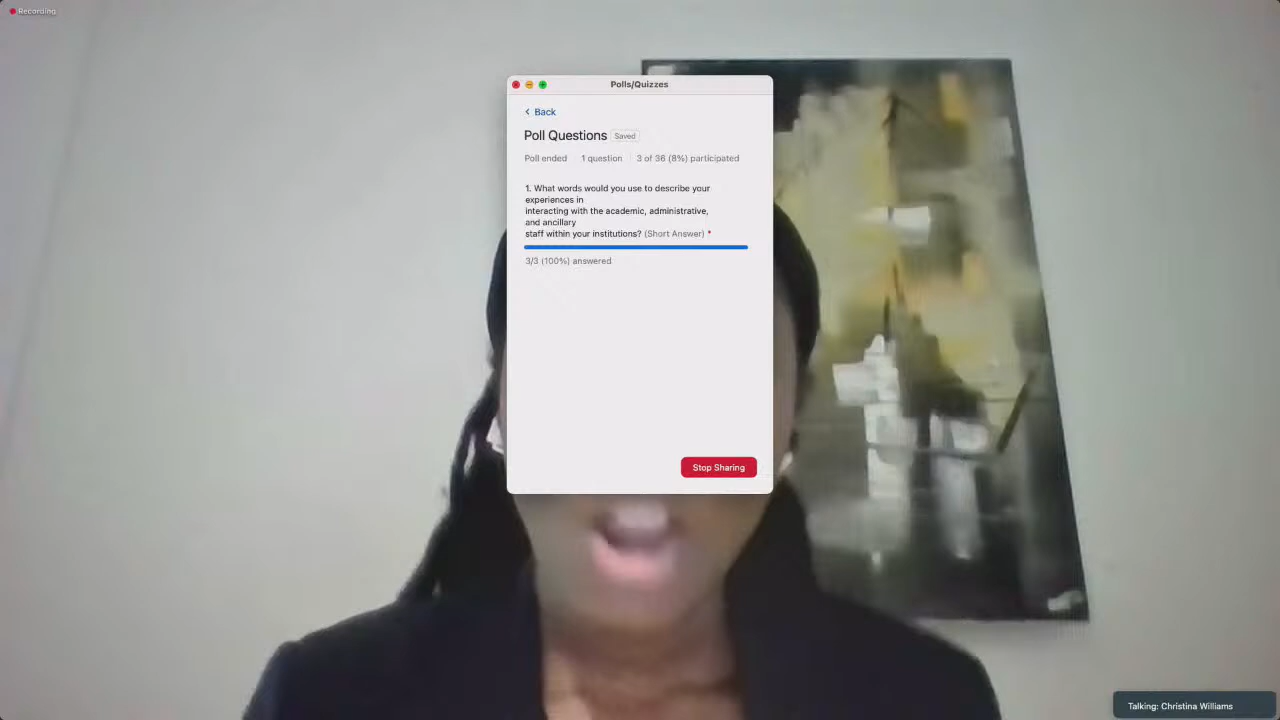 Recording
Polls/Quizzes
Back
Poll Questions Saved
Poll ended 1 question 3 of 36 (8%) participated
1. What words would you use to describe your
experiences in
interacting with the academic, administrative,
and ancillary
staff within your institutions? (Short Answer) *
3/3 (100%) answered
Stop Sharing
Talking: Christina Williams